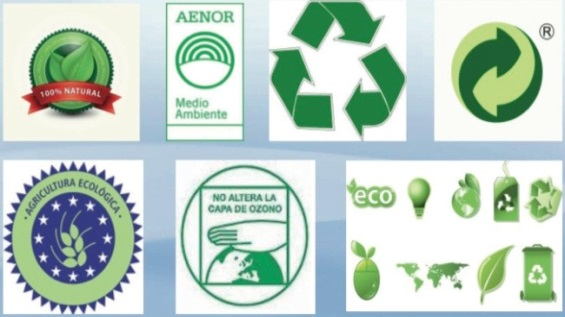 100% NATURAL
AENOR
Medio
Ambiente
®
· AGRICULTURA ECOLÓGICA ·
NO ALTERA LA
CAPA DE OZONO
eco